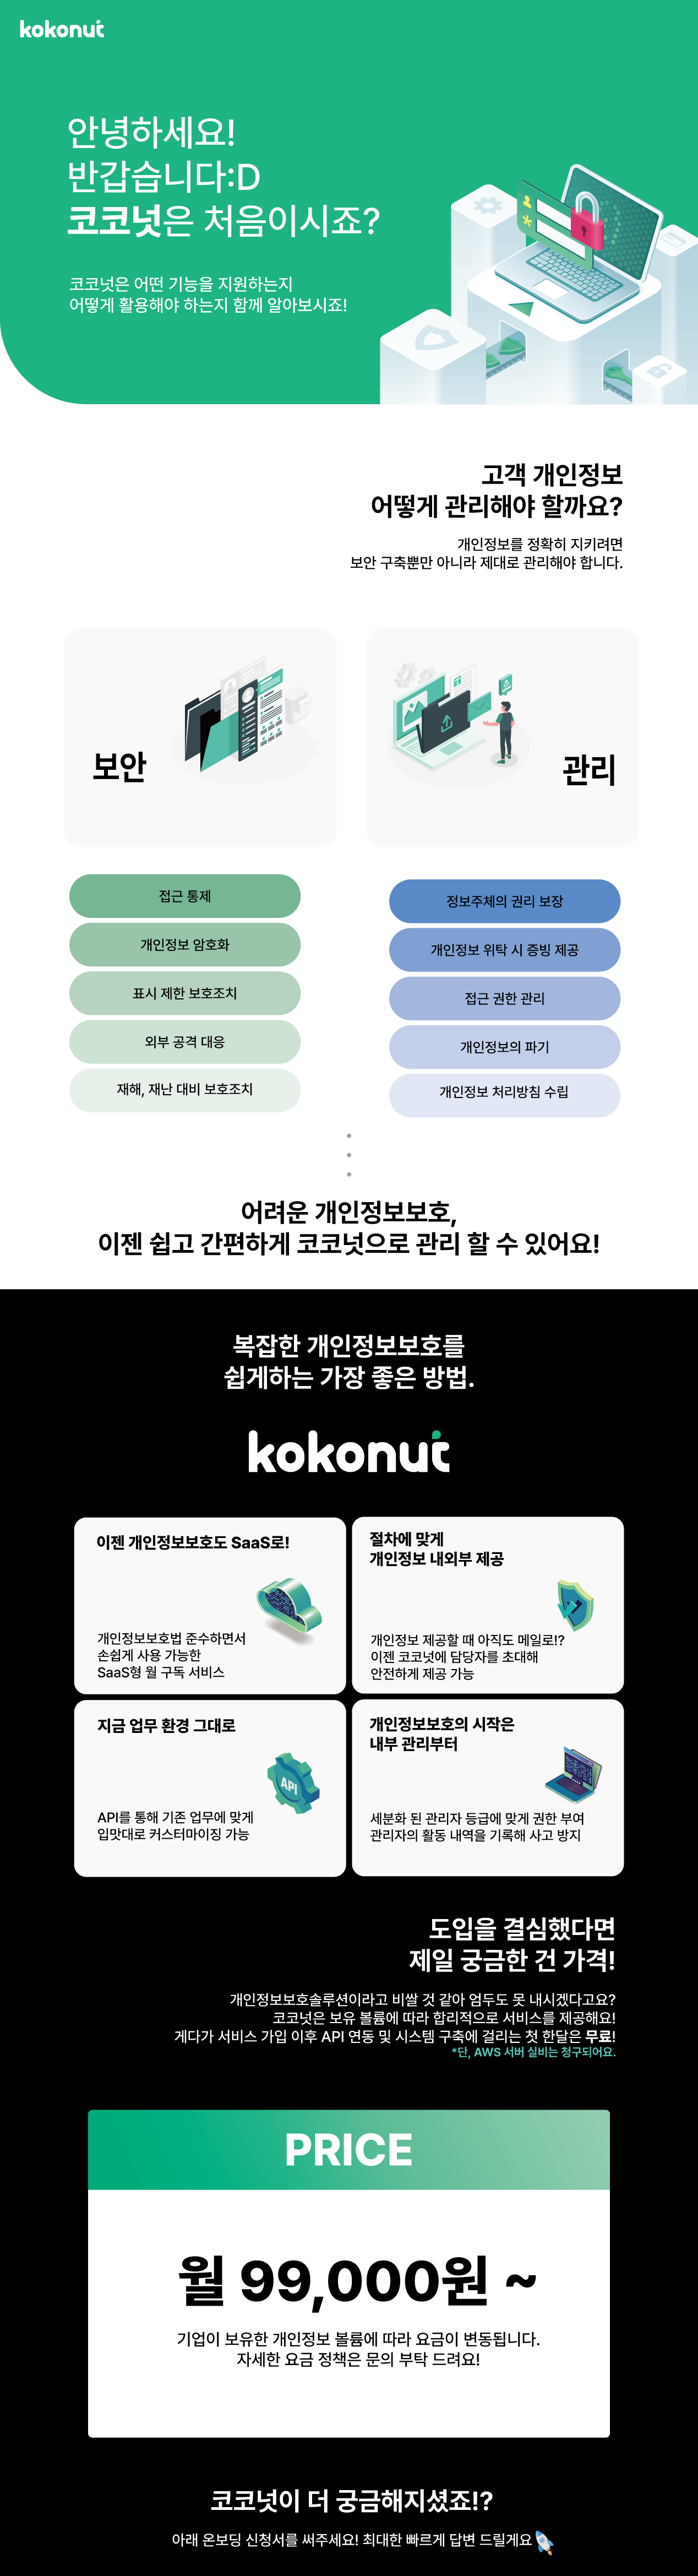 kokonut
안녕하세요!
반갑습니다:D
코코넛은 처음이시죠?
코코넛은 어떤 기능을 지원하는지
어떻게 활용해야 하는지 함께 알아보시죠!
고객 개인정보
어떻게 관리해야 할까요?
개인정보를 정확히 지키려면
보안 구축뿐만 아니라 제대로 관리해야 합니다.
보안
관리
접근 통제
개인정보 암호화
표시 제한 보호조치
외부 공격 대응
재해, 재난 대비 보호조치
정보주체의 권리 보장
개인정보 위탁 시 증빙 제공
접근 권한 관리
개인정보의 파기
개인정보 처리방침 수립
어려운 개인정보보호,
이젠 쉽고 간편하게 코코넛으로 관리 할 수 있어요!
복잡한 개인정보보호를
쉽게하는 가장 좋은 방법.
kokonut
이젠 개인정보보호도 SaaS로!
개인정보보호법 준수하면서
손쉽게 사용 가능한
SaaS형 월 구독 서비스
절차에 맞게
개인정보 내외부 제공
개인정보 제공할 때 아직도 메일로!?
이젠 코코넛에 담당자를 초대해
안전하게 제공 가능
지금 업무 환경 그대로
API
API를 통해 기존 업무에 맞게
입맛대로 커스터마이징 가능
개인정보보호의 시작은
내부 관리부터
세분화 된 관리자 등급에 맞게 권한 부여
관리자의 활동 내역을 기록해 사고 방지
도입을 결심했다면
제일 궁금한 건 가격!
개인정보보호솔루션이라고 비쌀 것 같아 엄두도 못 내시겠다고요?
코코넛은 보유 볼륨에 따라 합리적으로 서비스를 제공해요!
게다가 서비스 가입 이후 API 연동 및 시스템 구축에 걸리는 첫 한달은 무료!
*단, AWS 서버 실비는 청구되어요.
PRICE
월 99,000원 ~
기업이 보유한 개인정보 볼륨에 따라 요금이 변동됩니다.
자세한 요금 정책은 문의 부탁 드려요!
코코넛이 더 궁금해지셨죠!?
아래 온보딩 신청서를 써주세요! 최대한 빠르게 답변 드릴게요🚀